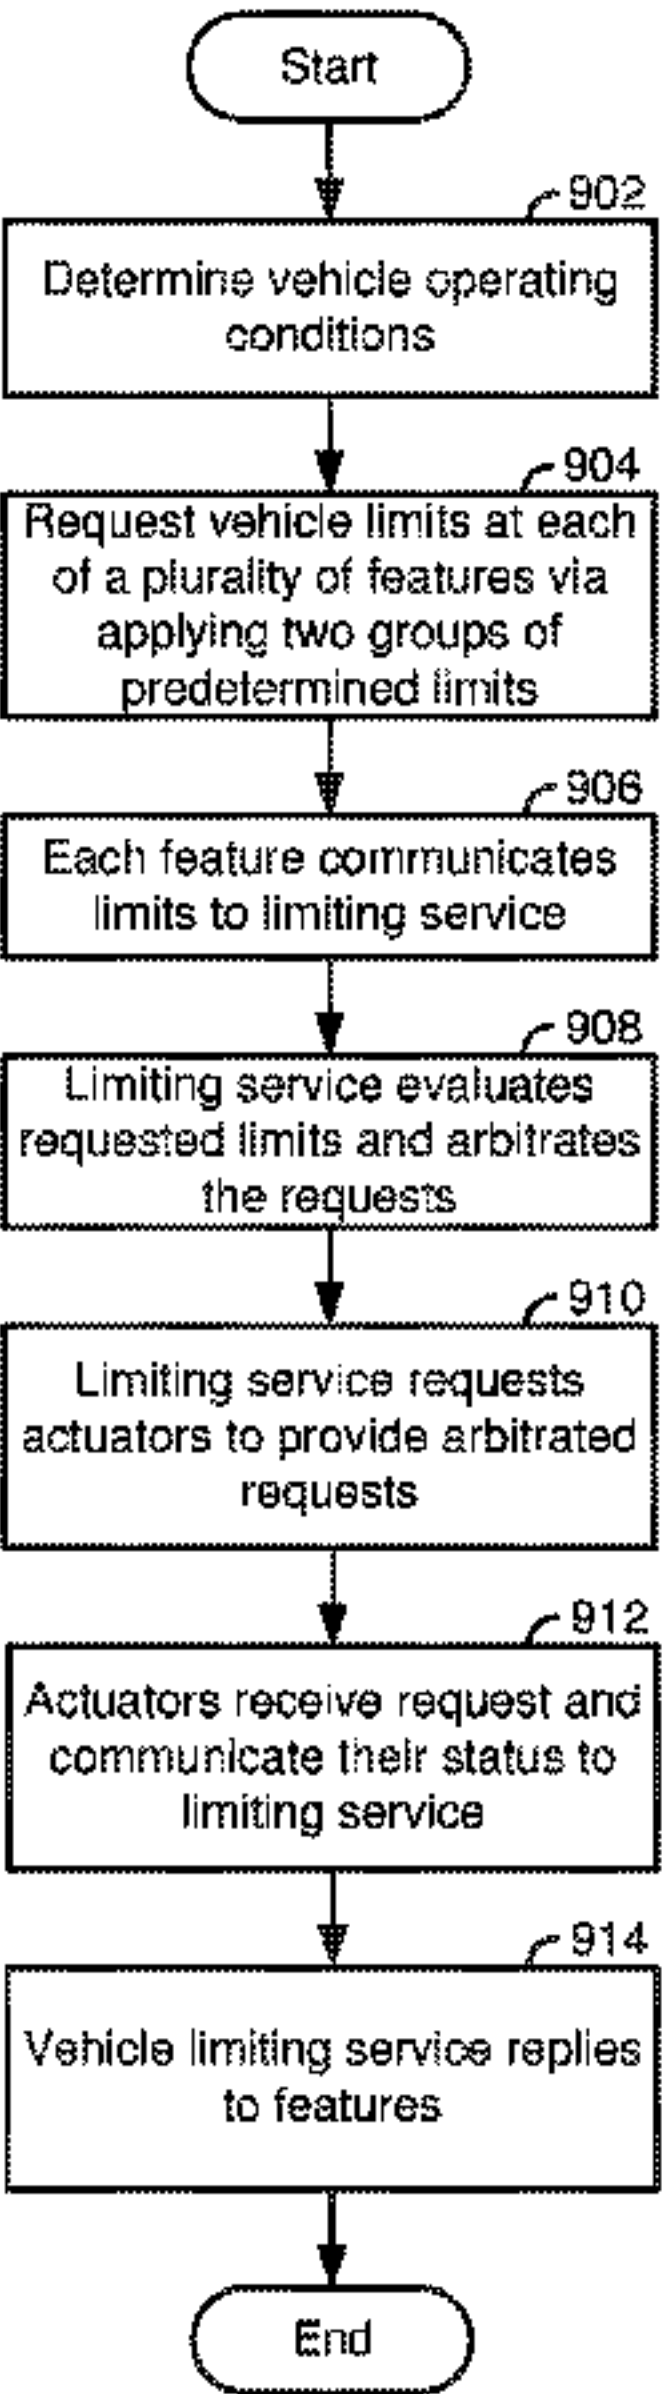 Start
902
Determine vehicle operating
conditions
904
Request vehicle limits at each
of a plurality of features via
applying two groups of
predetermined limits
906
Each feature communicates
limits to limiting service
908
Limiting service evaluates
requested limits and arbitrates
the requests
910
Limiting service requests
actuators to provide arbitrated
requests
912
Actuators receive request and
communicate their status to
limiting service
914
Vehicle limiting service replies
to features
End